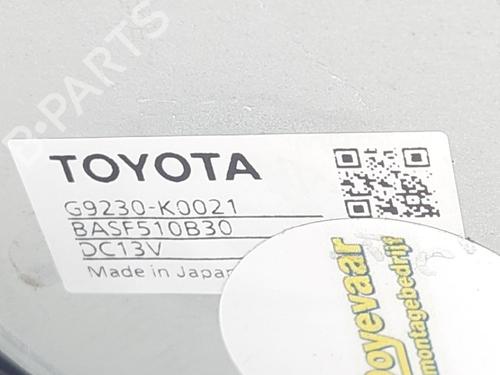 B-PARTS
TOYOTA
G9230-K0021
BASF510B30
DC13V
Made in Japan
oyevaar
montagebedrijf